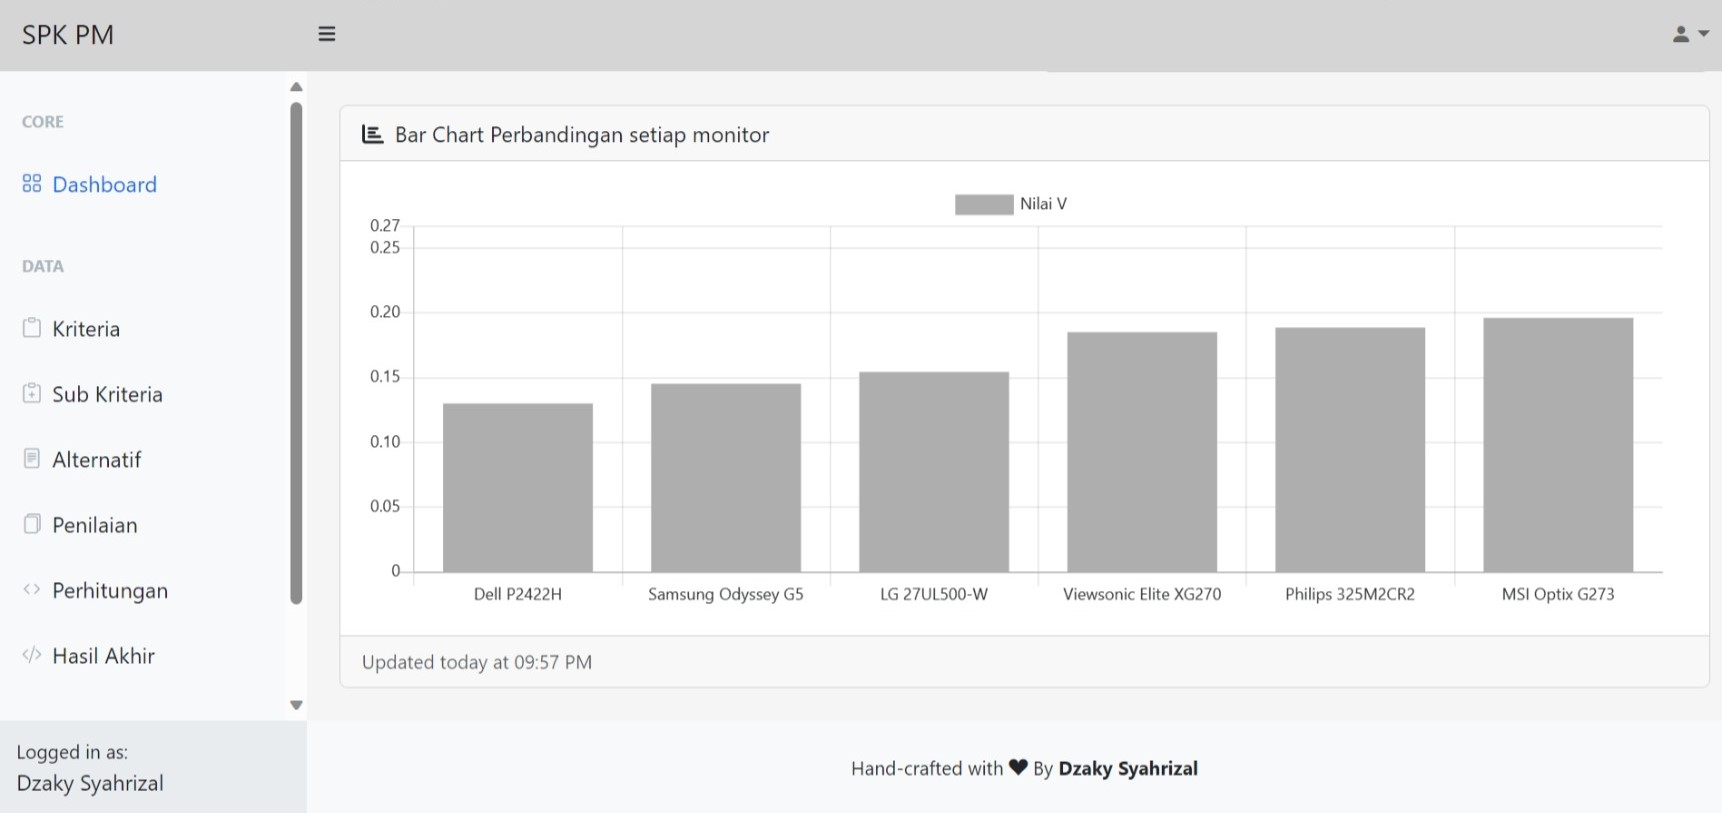 SPK PM
CORE
Dashboard
DATA
Kriteria
Sub Kriteria
Alternatif
Penilaian
Perhitungan
Hasil Akhir
Logged in as:
Dzaky Syahrizal
Bar Chart Perbandingan setiap monitor
Nilai V
0.27
0.25
0.20
0.15
0.10
0.05
0
Dell P2422H
Samsung Odyssey G5
LG 27UL500-W
Viewsonic Elite XG270
Philips 325M2CR2
MSI Optix G273
Updated today at 09:57 PM
Hand-crafted with ♥ By Dzaky Syahrizal